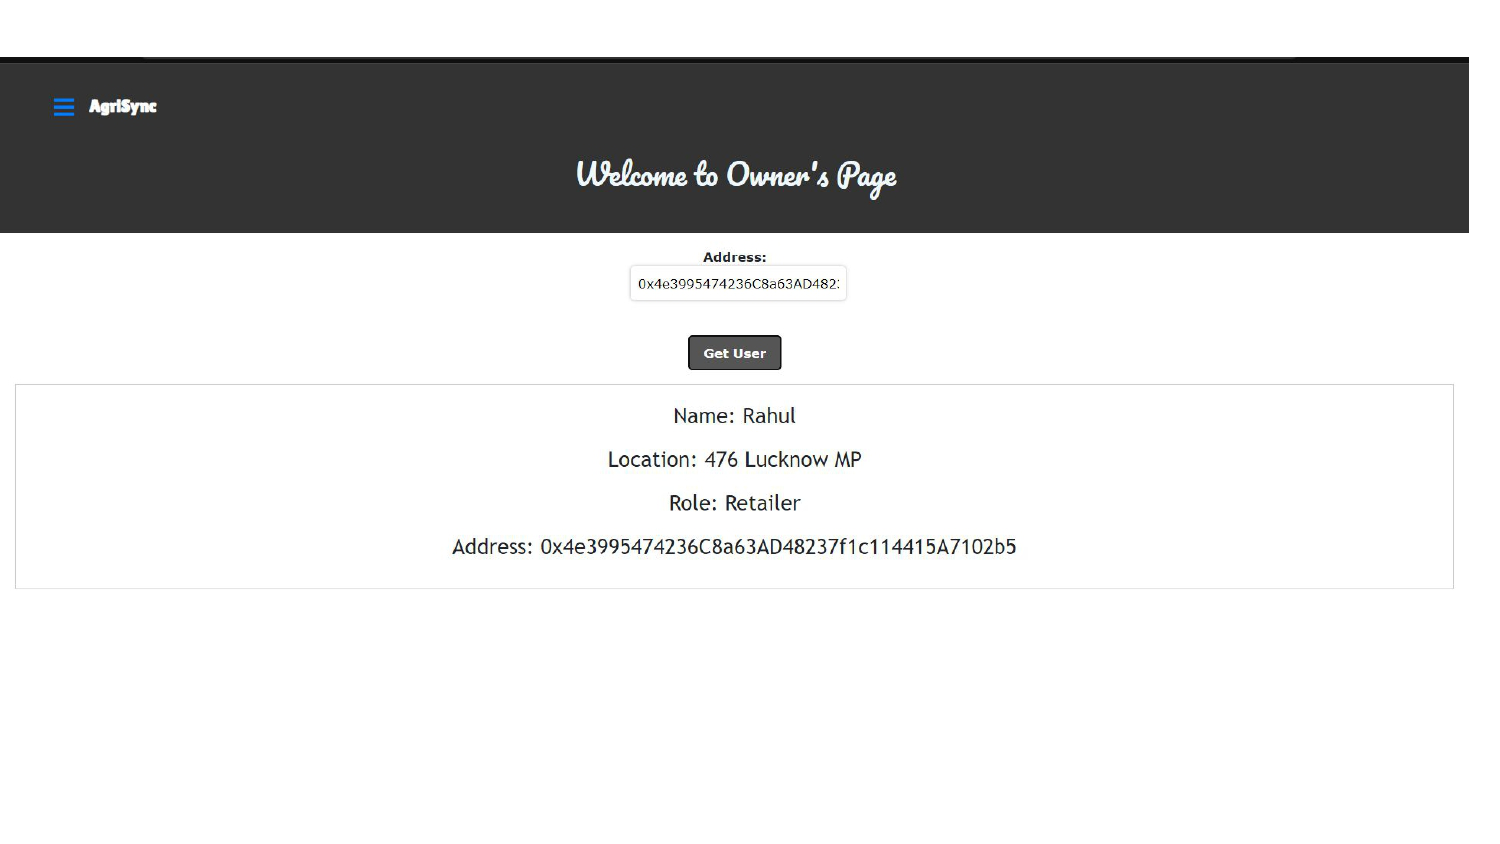 AgriSync
Welcome to Owner's Page
Address:
0x4e3995474236C8a63AD482
Get User
Name: Rahul
Location: 476 Lucknow MP
Role: Retailer
Address: 0x4e3995474236C8a63AD48237f1c114415A7102b5